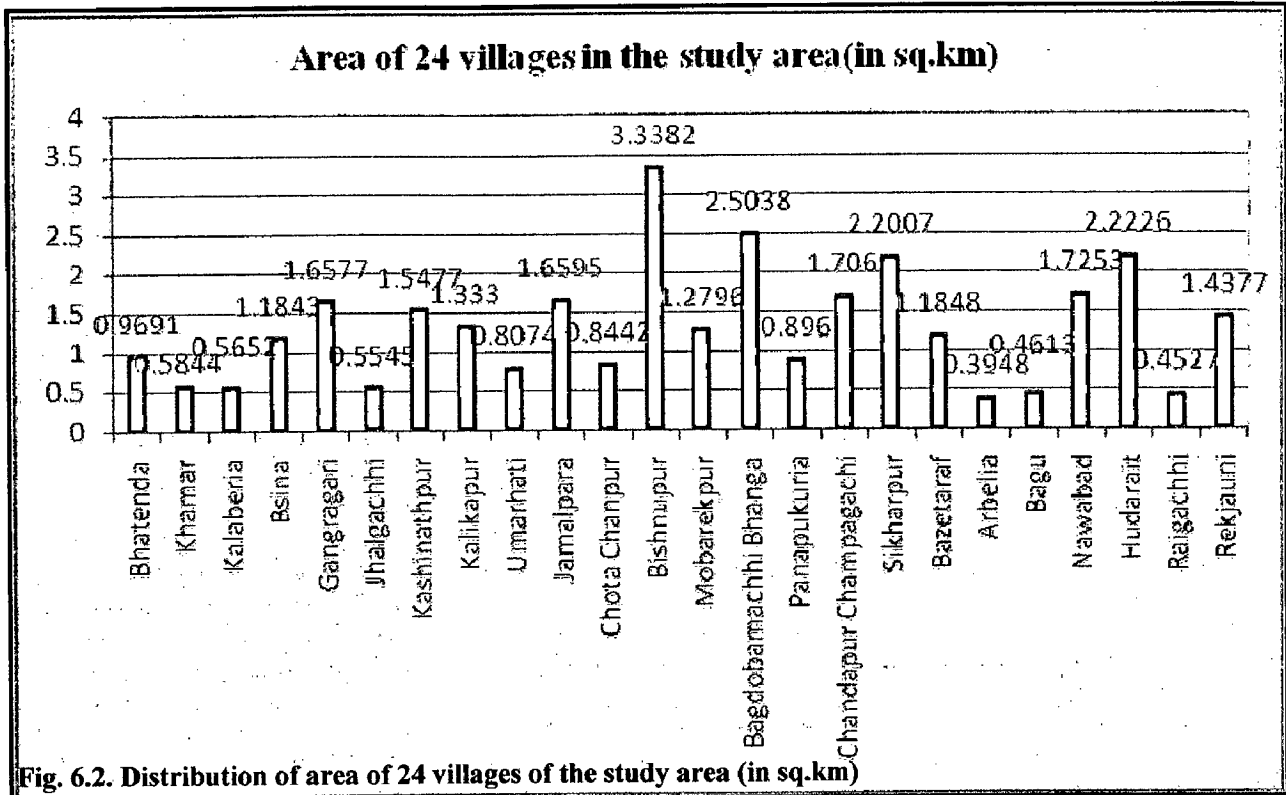 Area of 24 villages in the study area(in sq.km)
4
3.5
3
2.5
2
1.5
1
0.5
0
0.9691
0.5844
0.5652
1.1843
1.6577
0.5545
1.5477
1.333
0.8074
1.6595
0.8442
3.3382
1.2796
2.5038
0.896
1.706
2.2007
1.1848
0.3948
0.4613
1.7253
2.2226
0.4527
1.4377
Bhatenda
Khamar
Kalaberia
Bsina
Gangragari
Jhalgachhi
Kashinathpur
Kalikapur
Umarhati
Jamalpara
Chota Chanpur
Bishnupur
Mobarekpur
Bagdobamachhi Bhanga
Panapukuria
Chandapur Champagachi
Sikharpur
Bazetaraf
Arbelia
Bagu
Nawabad
Hudarait
Raigachhi
Rekjauni
Fig. 6.2. Distribution of area of 24 villages of the study area (in sq.km)